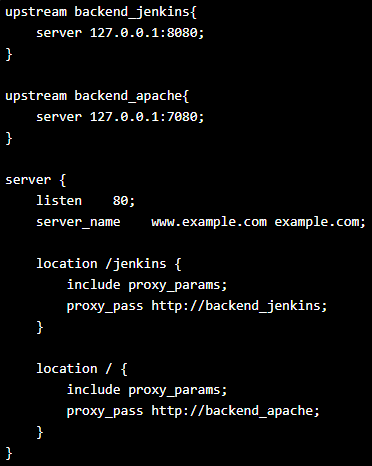 upstream backend_jenkins{
    server 127.0.0.1:8080;
}

upstream backend_apache{
    server 127.0.0.1:7080;
}

server {
    listen    80;
    server_name    www.example.com example.com;

    location /jenkins {
        include proxy_params;
        proxy_pass http://backend_jenkins;
    }

    location / {
        include proxy_params;
        proxy_pass http://backend_apache;
    }
}